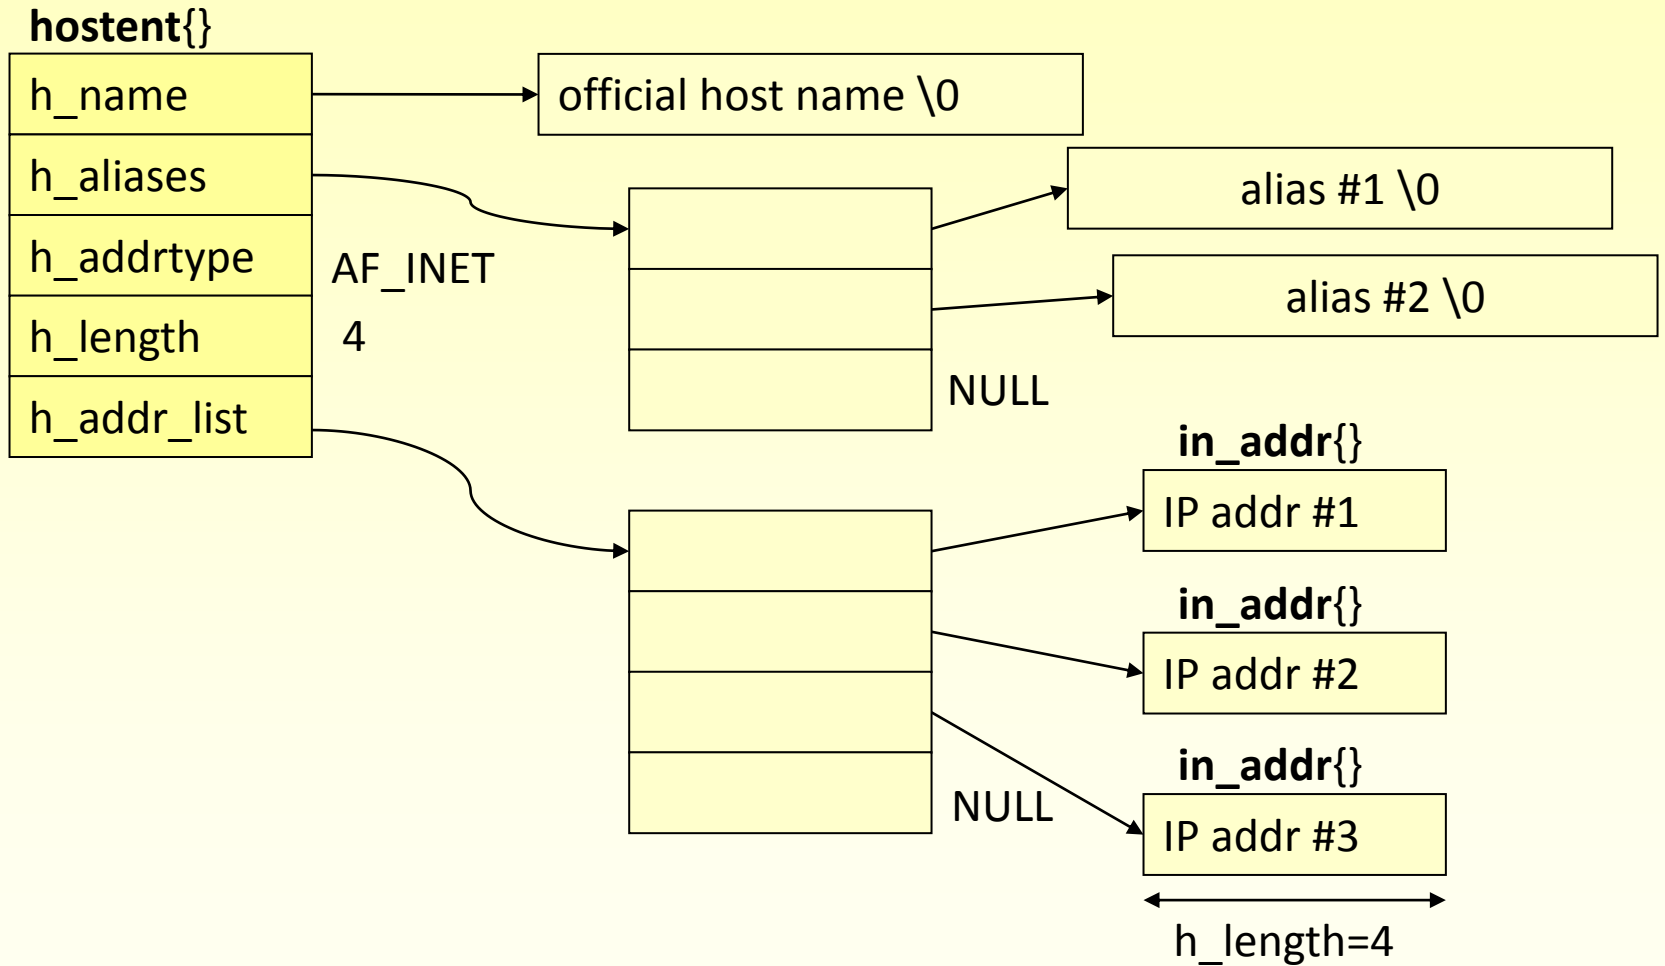 hostent{}
h_name
official host name \0
h_aliases
alias #1 \0
h_addrtype
AF_INET
alias #2 \0
h_length
4
NULL
h_addr_list
in_addr{}
IP addr #1
in_addr{}
IP addr #2
in_addr{}
NULL
IP addr #3
h_length=4